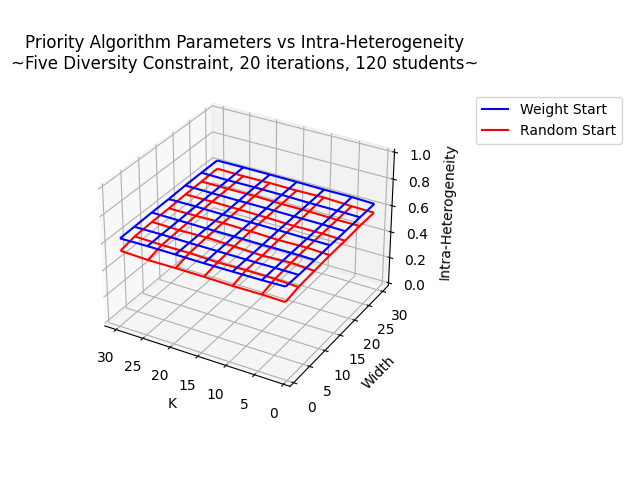 Priority Algorithm Parameters vs Intra-Heterogeneity
~Five Diversity Constraint, 20 iterations, 120 students~
Weight Start
Random Start
1.0
0.8
0.6
0.4
0.2
0.0
Intra-Heterogeneity
30
25
20
15
10
5
0
Width
30
25
20
15
10
5
0
K